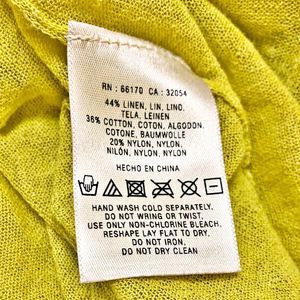 RN : 66170 CA : 32054
44% LINEN, LIN, LINO,
TELA, LEINEN
36% COTTON, COTON, ALGODON,
COTONE, BAUMWOLLE
20% NYLON, NYLON,
NILÓN, NYLON, NYLON
HECHO EN CHINA
HAND WASH COLD SEPARATELY,
DO NOT WRING OR TWIST,
USE ONLY NON-CHLORINE BLEACH,
RESHAPE LAY FLAT TO DRY,
DO NOT IRON,
DO NOT DRY CLEAN